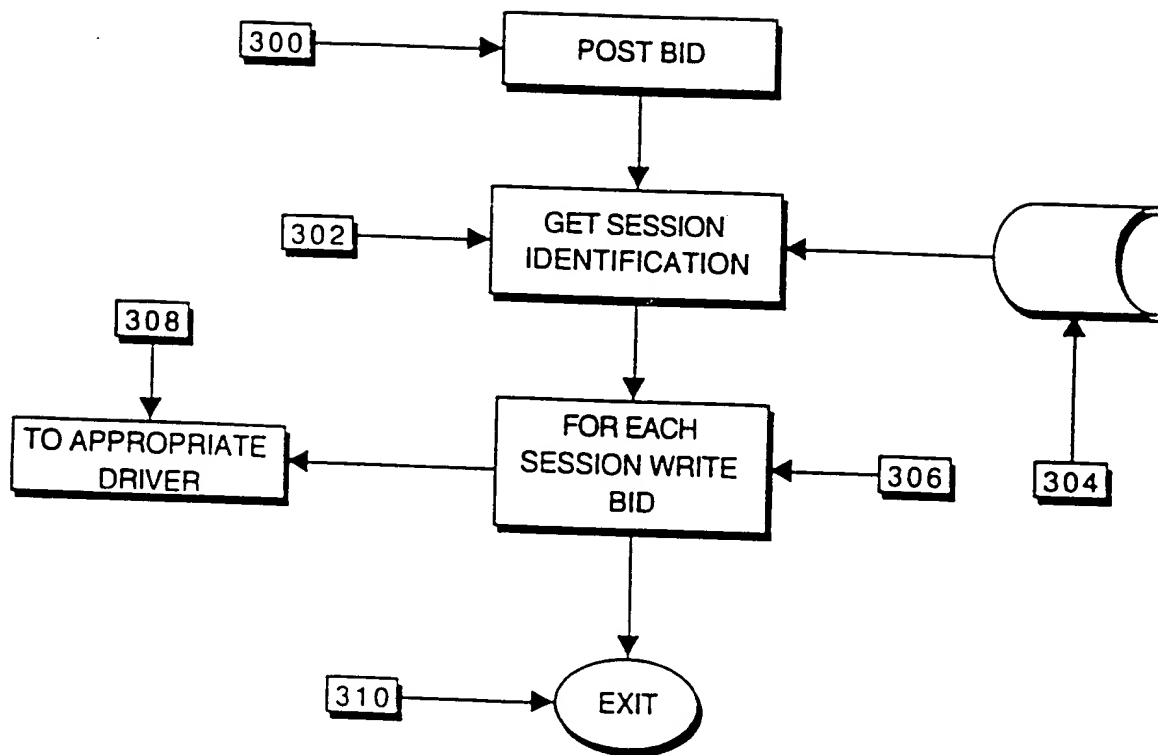 300
POST BID
302
GET SESSION
IDENTIFICATION
308
TO APPROPRIATE
DRIVER
FOR EACH
SESSION WRITE
BID
306
304
310
EXIT